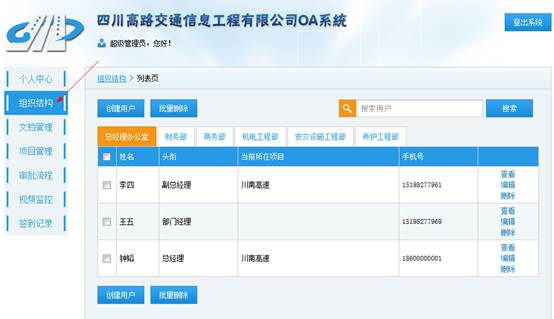 四川高路交通信息工程有限公司OA系统
登出系统
超级管理员，您好！
个人中心
组织结构
文档管理
项目管理
审批流程
视频监控
签到记录
组织结构 > 列表页
创建用户 批量删除 搜索用户 搜索
总经理办公室 财务部 商务部 机电工程部 安交设施工程部 养护工程部
姓名 头衔 当前所在项目 手机号
李四 副总经理 川南高速 15198277961 查看 编辑 删除
王五 部门经理 15198277969 查看 编辑 删除
钟韬 总经理 川南高速 18600000001 查看 编辑 删除
创建用户 批量删除